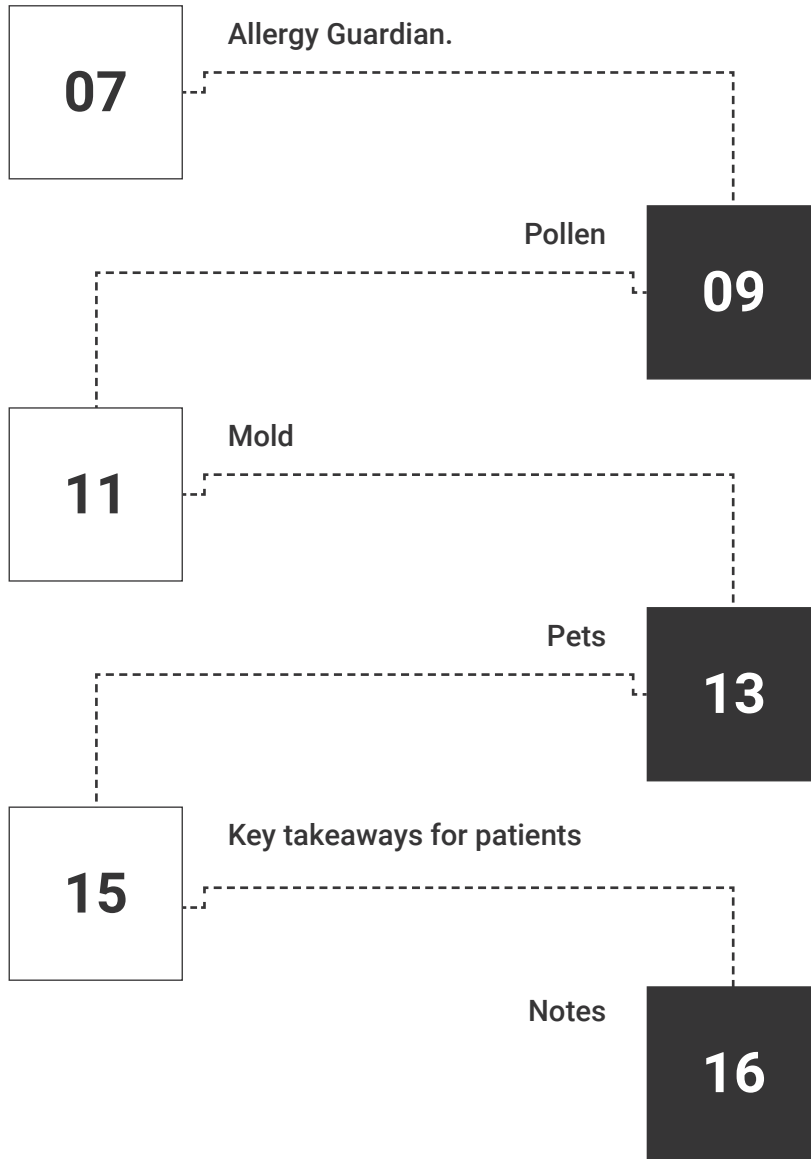 Allergy Guardian.
07
Pollen
09
Mold
11
Pets
13
Key takeaways for patients
15
Notes
16